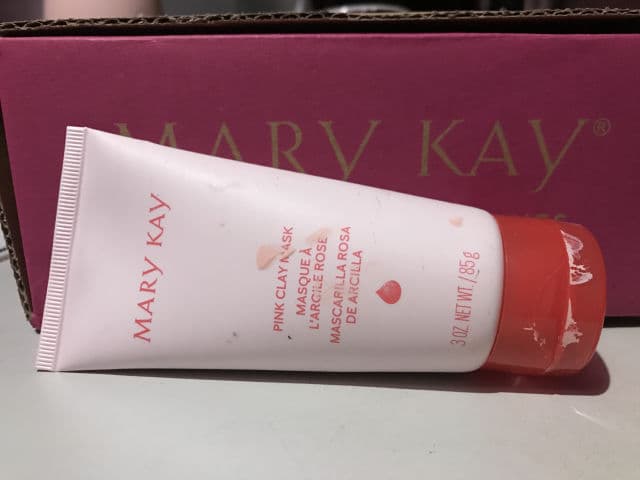 MARY KAY®
MARY KAY
PINK CLAY MASK
MASQUE À
L'ARGILE ROSE
MASCARILLA ROSA
DE ARCILLA
3 OZ. NET WT. / 85 g